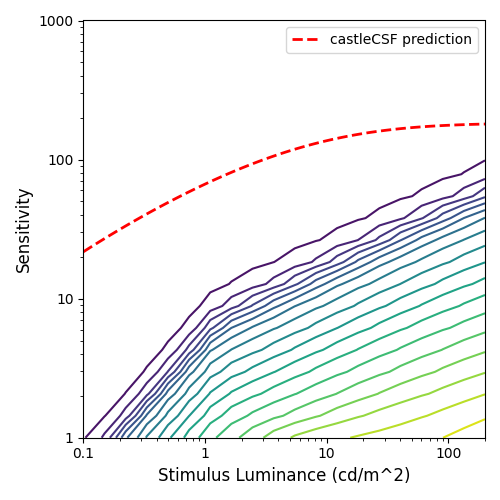 1000
castleCSF prediction
100
Sensitivity
10
1
0.1 1 10 100
Stimulus Luminance (cd/m^2)